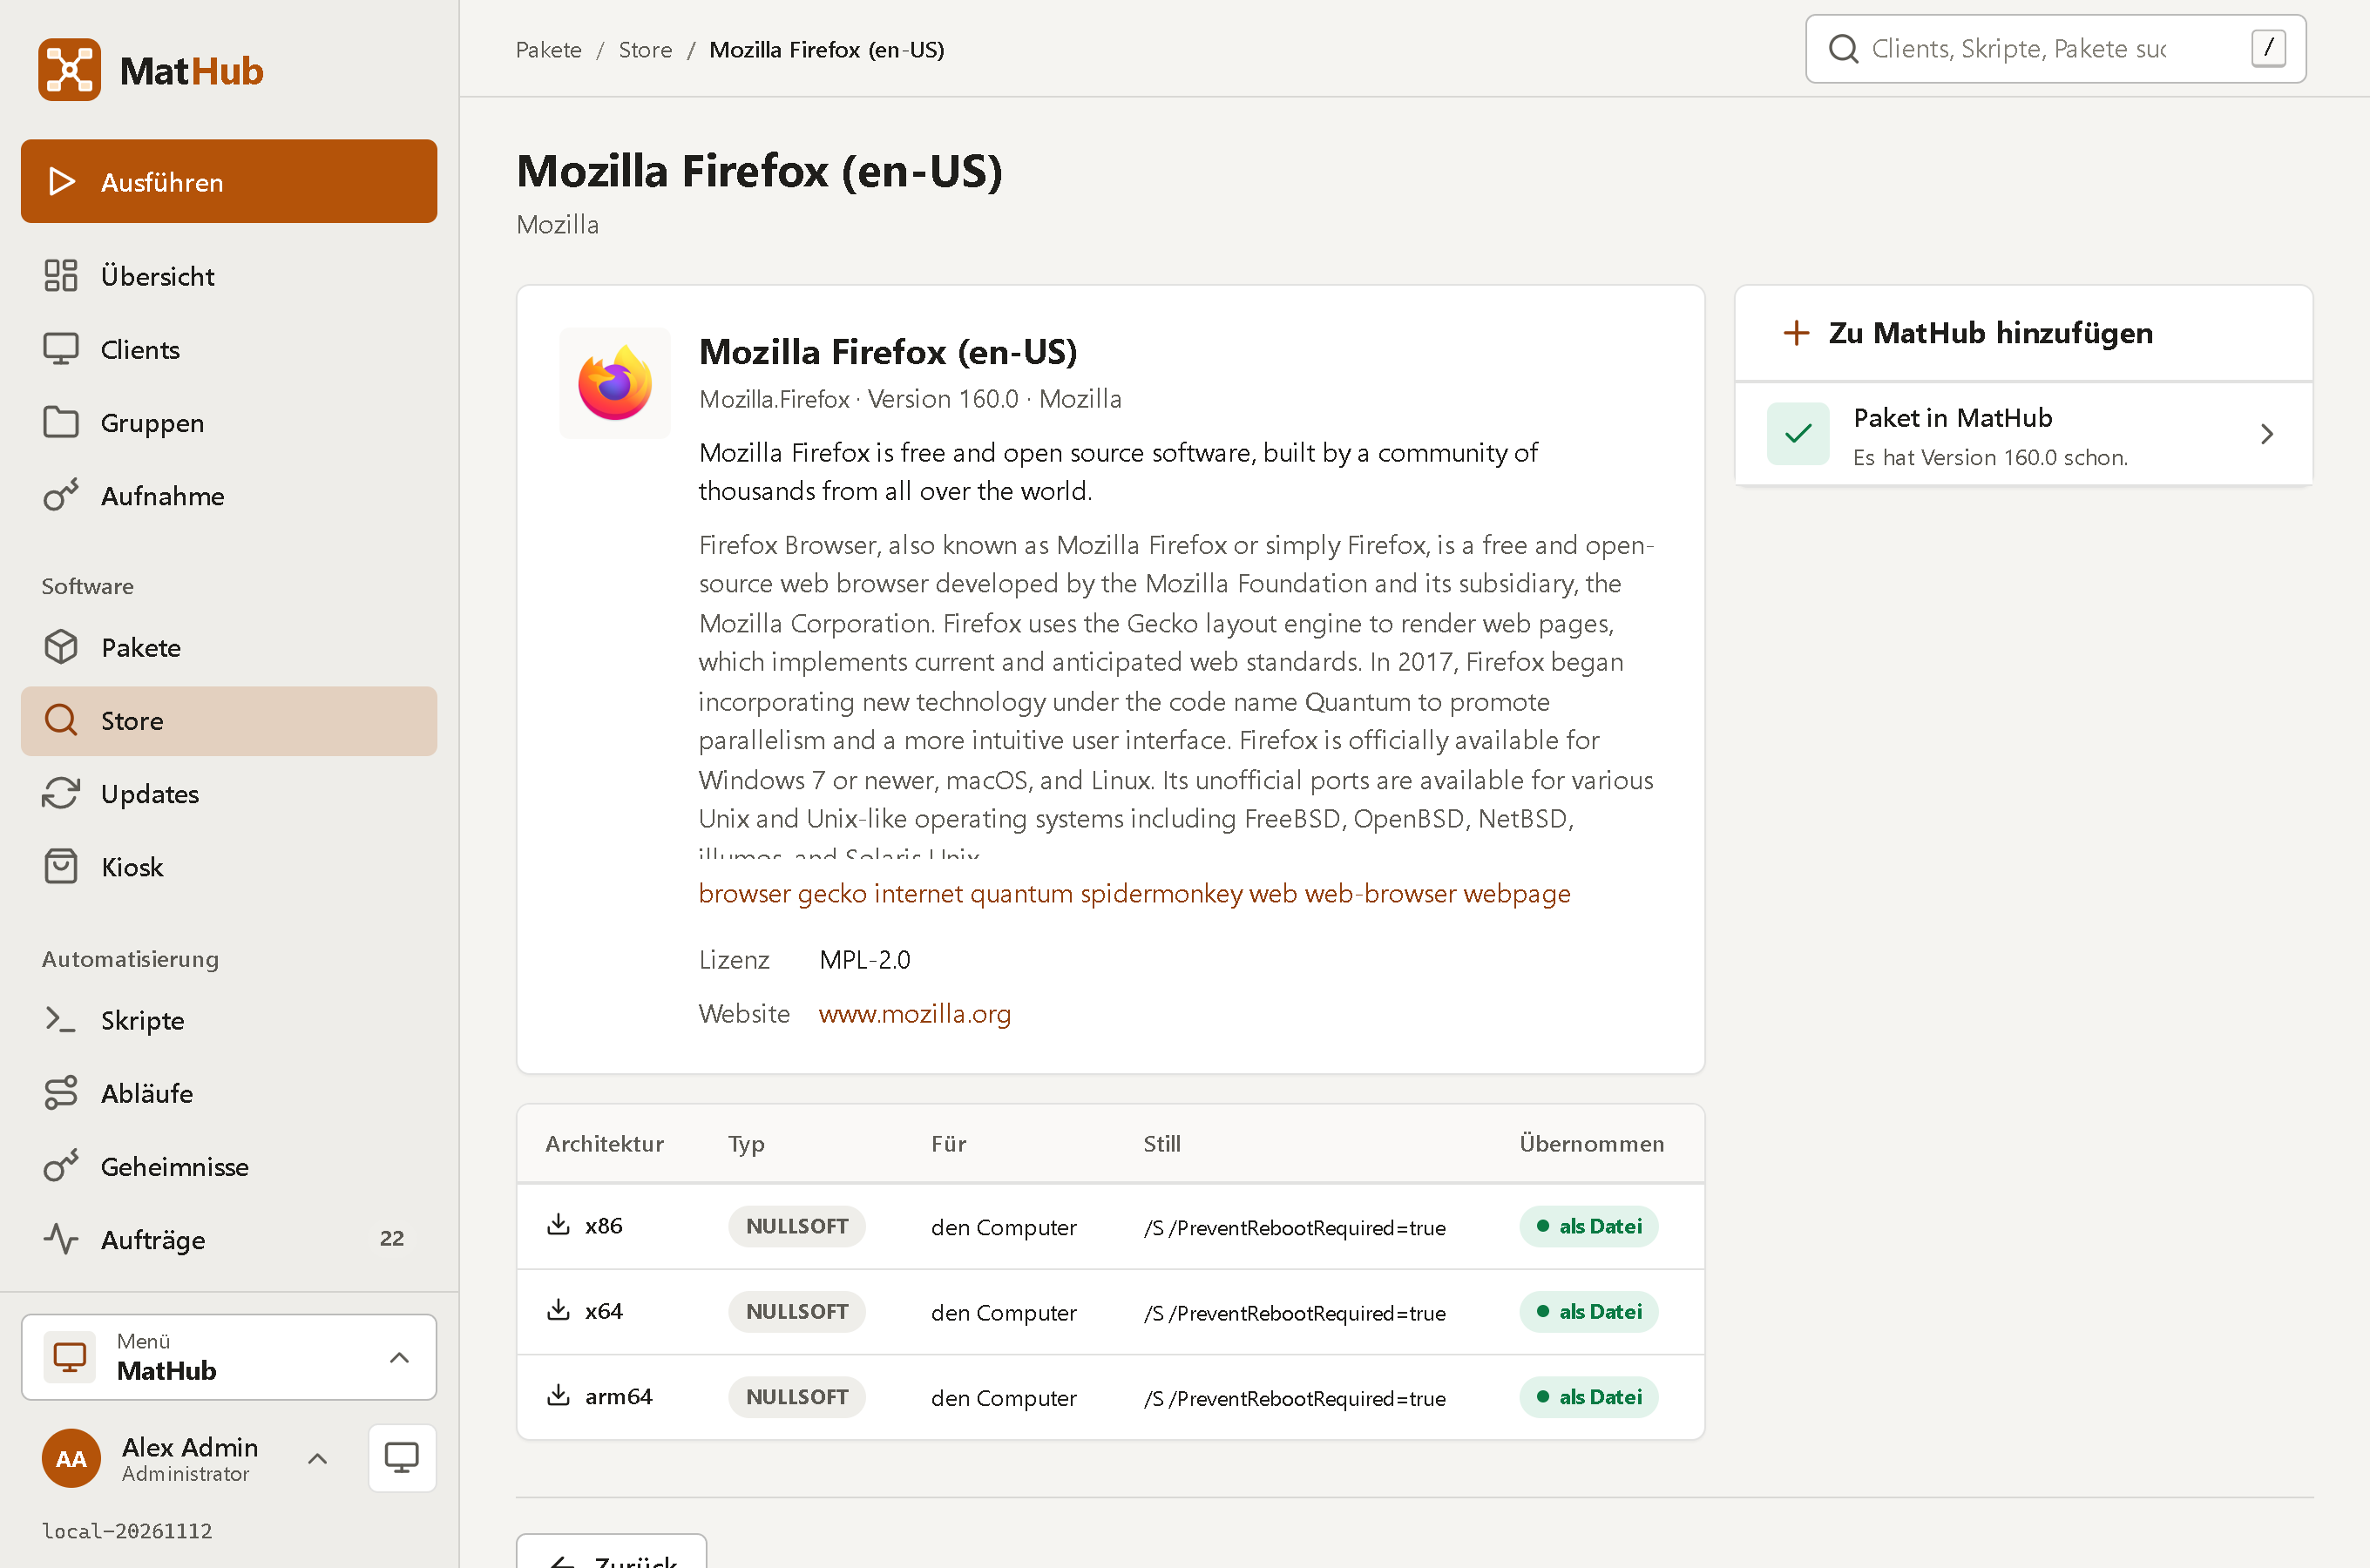 MatHub
Ausführen
Übersicht
Clients
Gruppen
Aufnahme
Software
Pakete
Store
Updates
Kiosk
Automatisierung
Skripte
Abläufe
Geheimnisse
Aufträge 22
Menü
MatHub
AA
Alex Admin
Administrator
local-20261112
Pakete / Store / Mozilla Firefox (en-US)
Clients, Skripte, Pakete suc
/
Mozilla Firefox (en-US)
Mozilla
Mozilla Firefox (en-US)
Mozilla.Firefox · Version 160.0 · Mozilla
Mozilla Firefox is free and open source software, built by a community of
thousands from all over the world.
Firefox Browser, also known as Mozilla Firefox or simply Firefox, is a free and open-
source web browser developed by the Mozilla Foundation and its subsidiary, the
Mozilla Corporation. Firefox uses the Gecko layout engine to render web pages,
which implements current and anticipated web standards. In 2017, Firefox began
incorporating new technology under the code name Quantum to promote
parallelism and a more intuitive user interface. Firefox is officially available for
Windows 7 or newer, macOS, and Linux. Its unofficial ports are available for various
Unix and Unix-like operating systems including FreeBSD, OpenBSD, NetBSD,
illumos, and Solaris Unix.
browser gecko internet quantum spidermonkey web web-browser webpage
Lizenz MPL-2.0
Website www.mozilla.org
Zu MatHub hinzufügen
Paket in MatHub
Es hat Version 160.0 schon.
Architektur Typ Für Still Übernommen
x86 NULLSOFT den Computer /S /PreventRebootRequired=true als Datei
x64 NULLSOFT den Computer /S /PreventRebootRequired=true als Datei
arm64 NULLSOFT den Computer /S /PreventRebootRequired=true als Datei
Zurück